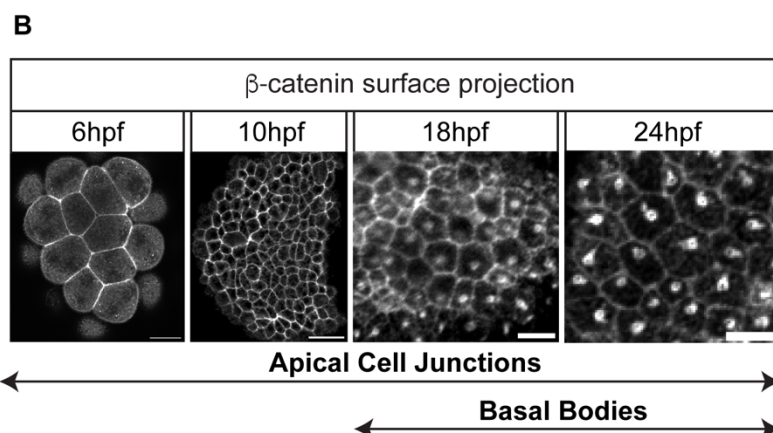 B
β-catenin surface projection
6hpf 10hpf 18hpf 24hpf
Apical Cell Junctions
Basal Bodies